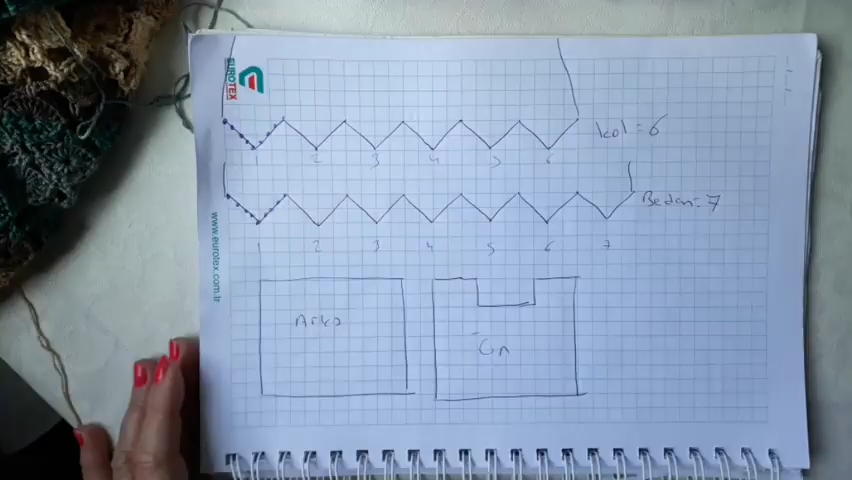 EUROTEX
kol = 6
1 2 3 4 5 6
Beden = 7
1 2 3 4 5 6 7
Arka
Ön
www.eurotex.com.tr